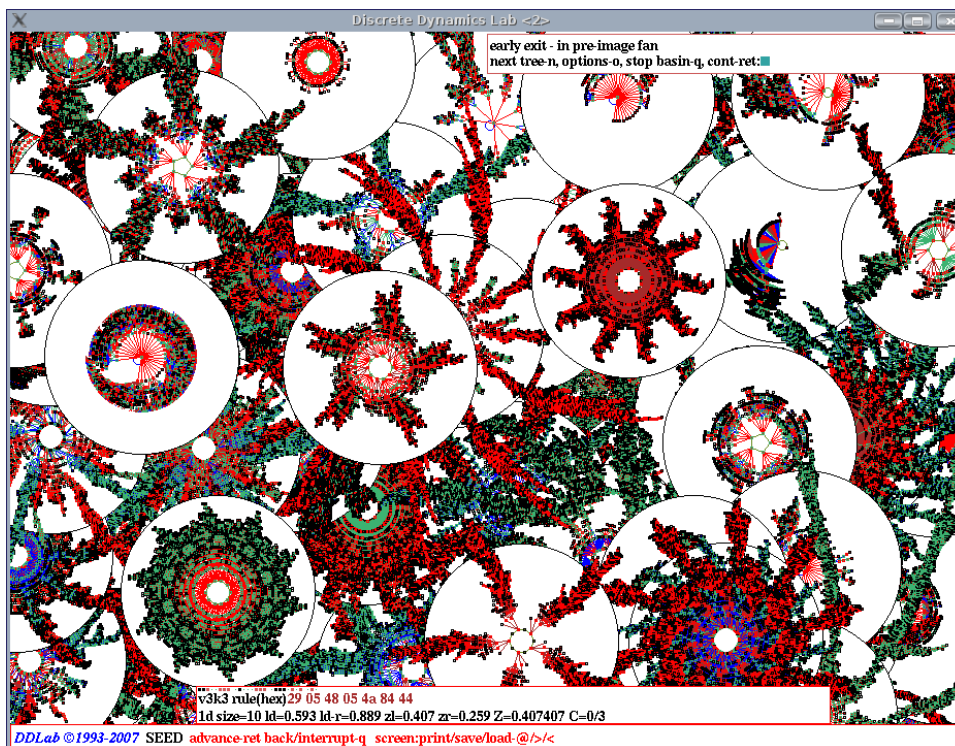 Discrete Dynamics Lab <2>
early exit - in pre-image fan
next tree-n, options-o, stop basin-q, cont-ret:
v3k3 rule(hex)29 05 48 05 4a 84 44
1d size=10 ld=0.593 ld-r=0.889 zl=0.407 zr=0.259 Z=0.407407 C=0/3
DDLab ©1993-2007 SEED advance-ret back/interrupt-q screen:print/save/load-@/>/<